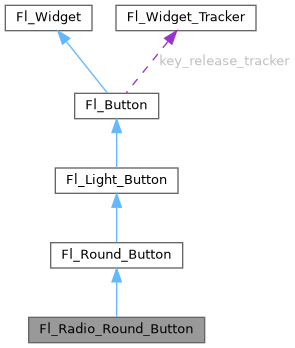 Fl_Widget
Fl_Widget_Tracker
key_release_tracker
Fl_Button
Fl_Light_Button
Fl_Round_Button
Fl_Radio_Round_Button